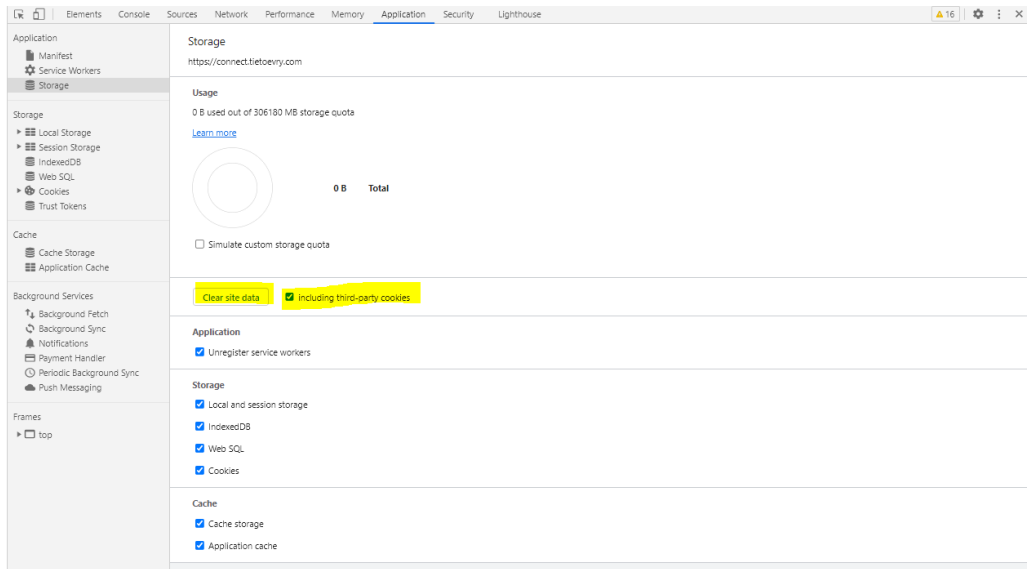 Elements Console Sources Network Performance Memory Application Security Lighthouse 16
Application
Manifest
Service Workers
Storage
Storage
Local Storage
Session Storage
IndexedDB
Web SQL
Cookies
Trust Tokens
Cache
Cache Storage
Application Cache
Background Services
Background Fetch
Background Sync
Notifications
Payment Handler
Periodic Background Sync
Push Messaging
Frames
top
Storage
https://connect.tietoevry.com
Usage
0 B used out of 306180 MB storage quota
Learn more
0 B Total
Simulate custom storage quota
Clear site data including third-party cookies
Application
Unregister service workers
Storage
Local and session storage
IndexedDB
Web SQL
Cookies
Cache
Cache storage
Application cache